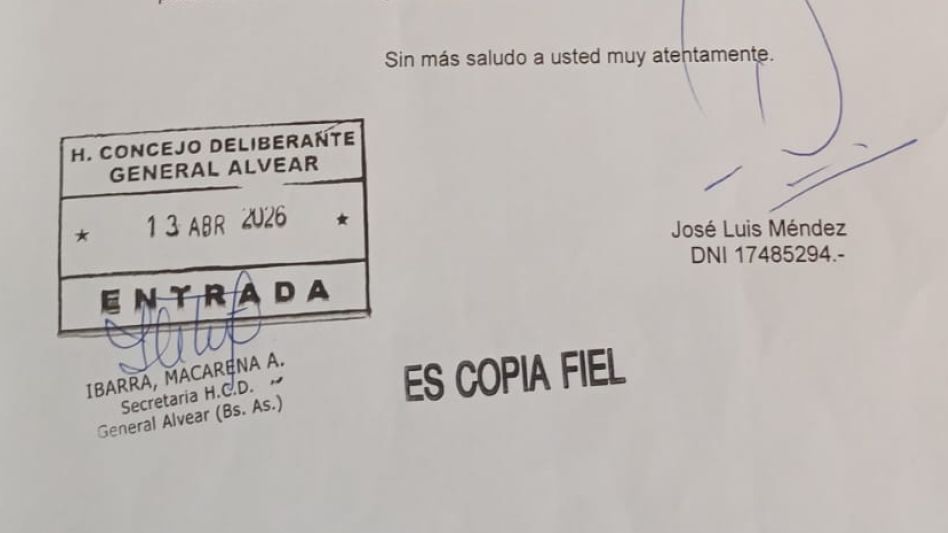 Sin más saludo a usted muy atentamente.
H. CONCEJO DELIBERANTE
GENERAL ALVEAR
★ 13 ABR 2026 ★
ENTRADA
José Luis Méndez
DNI 17485294.-
IBARRA, MACARENA A.
Secretaria H.C.D.
General Alvear (Bs. As.)
ES COPIA FIEL